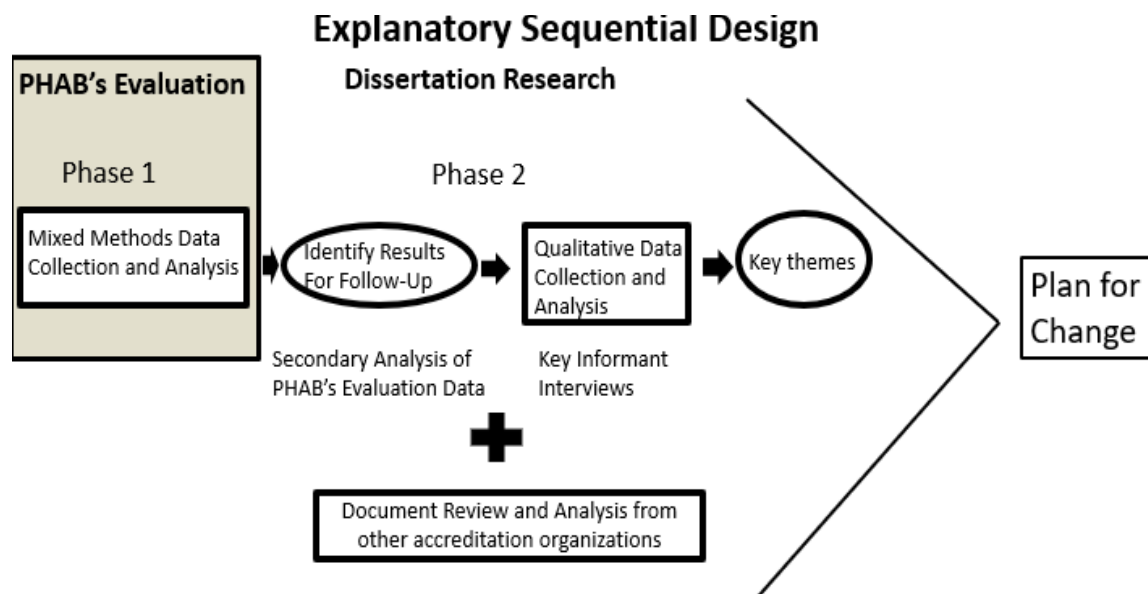 Explanatory Sequential Design
PHAB's Evaluation
Dissertation Research
Phase 1
Phase 2
Mixed Methods Data
Collection and Analysis
Identify Results
For Follow-Up
Qualitative Data
Collection and
Analysis
Key themes
Plan for
Change
Secondary Analysis of
PHAB's Evaluation Data
Key Informant
Interviews
Document Review and Analysis from
other accreditation organizations